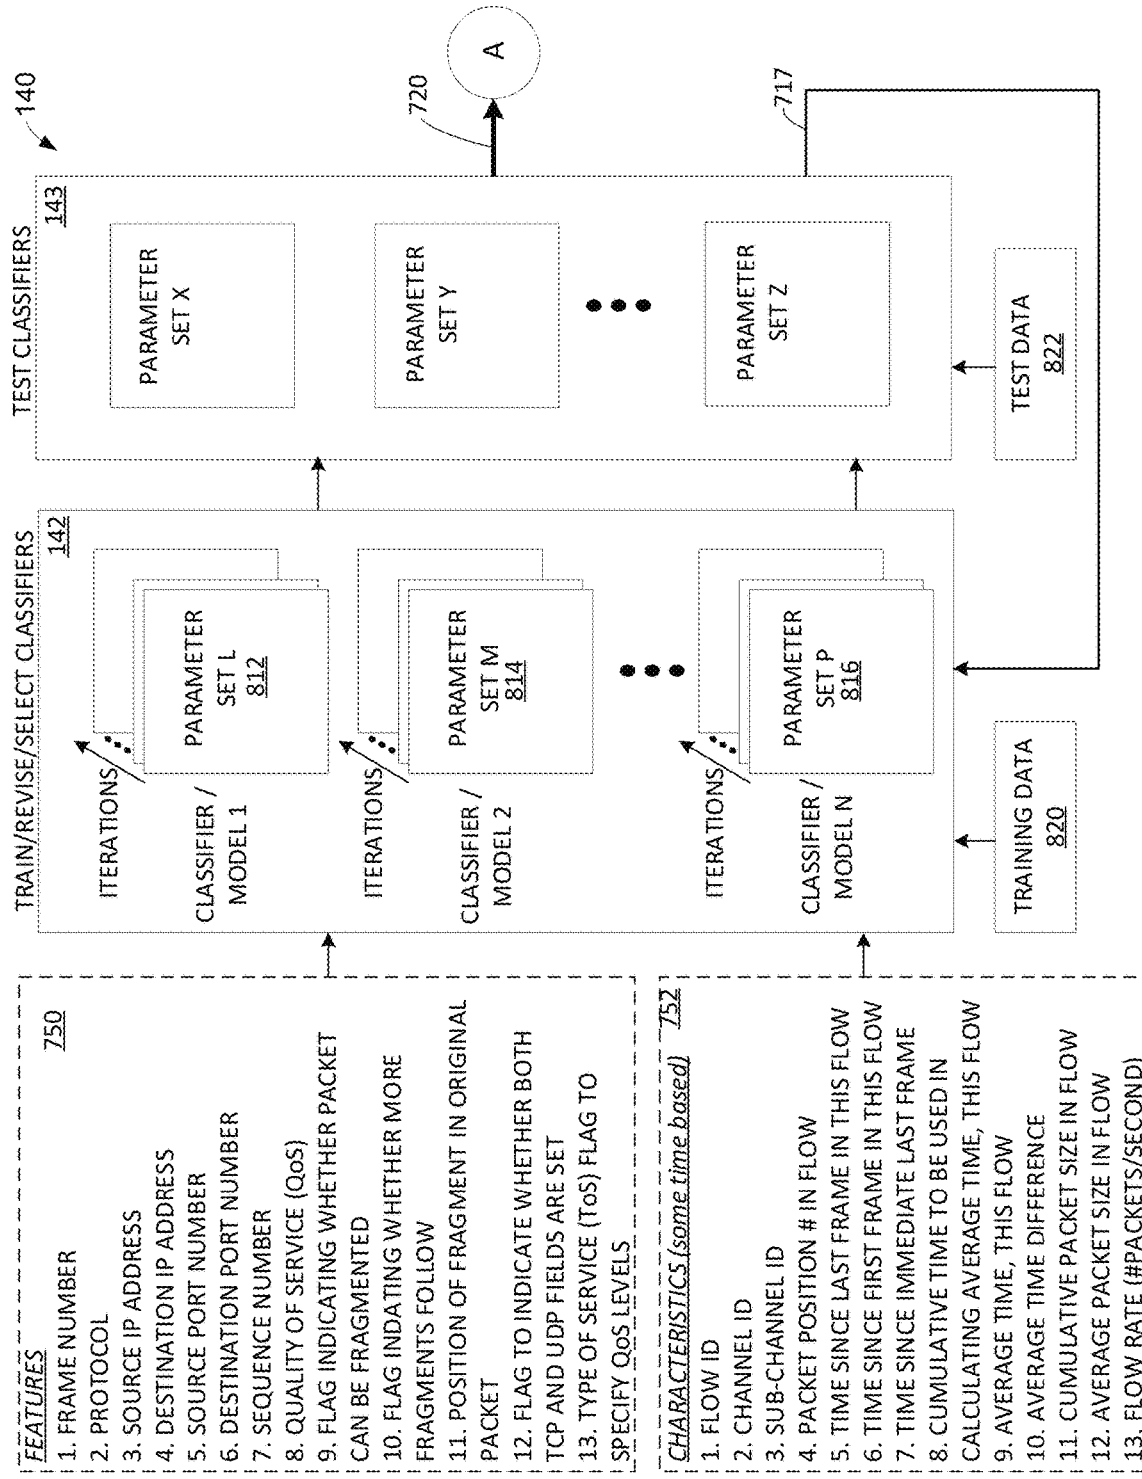 FEATURES
750
1. FRAME NUMBER
2. PROTOCOL
3. SOURCE IP ADDRESS
4. DESTINATION IP ADDRESS
5. SOURCE PORT NUMBER
6. DESTINATION PORT NUMBER
7. SEQUENCE NUMBER
8. QUALITY OF SERVICE (QoS)
9. FLAG INDICATING WHETHER PACKET
CAN BE FRAGMENTED
10. FLAG INDATING WHETHER MORE
FRAGMENTS FOLLOW
11. POSITION OF FRAGMENT IN ORIGINAL
PACKET
12. FLAG TO INDICATE WHETHER BOTH
TCP AND UDP FIELDS ARE SET
13. TYPE OF SERVICE (ToS) FLAG TO
SPECIFY QoS LEVELS
CHARACTERISTICS (some time based)
752
1. FLOW ID
2. CHANNEL ID
3. SUB-CHANNEL ID
4. PACKET POSITION # IN FLOW
5. TIME SINCE LAST FRAME IN THIS FLOW
6. TIME SINCE FIRST FRAME IN THIS FLOW
7. TIME SINCE IMMEDIATE LAST FRAME
8. CUMULATIVE TIME TO BE USED IN
CALCULATING AVERAGE TIME, THIS FLOW
9. AVERAGE TIME, THIS FLOW
10. AVERAGE TIME DIFFERENCE
11. CUMULATIVE PACKET SIZE IN FLOW
12. AVERAGE PACKET SIZE IN FLOW
13. FLOW RATE (#PACKETS/SECOND)
TRAIN/REVISE/SELECT CLASSIFIERS
142
ITERATIONS
CLASSIFIER /
MODEL 1
PARAMETER
SET L
812
ITERATIONS
CLASSIFIER /
MODEL 2
PARAMETER
SET M
814
ITERATIONS
CLASSIFIER /
MODEL N
PARAMETER
SET P
816
TRAINING DATA
820
TEST CLASSIFIERS
143
PARAMETER
SET X
PARAMETER
SET Y
PARAMETER
SET Z
TEST DATA
822
140
720
A
717